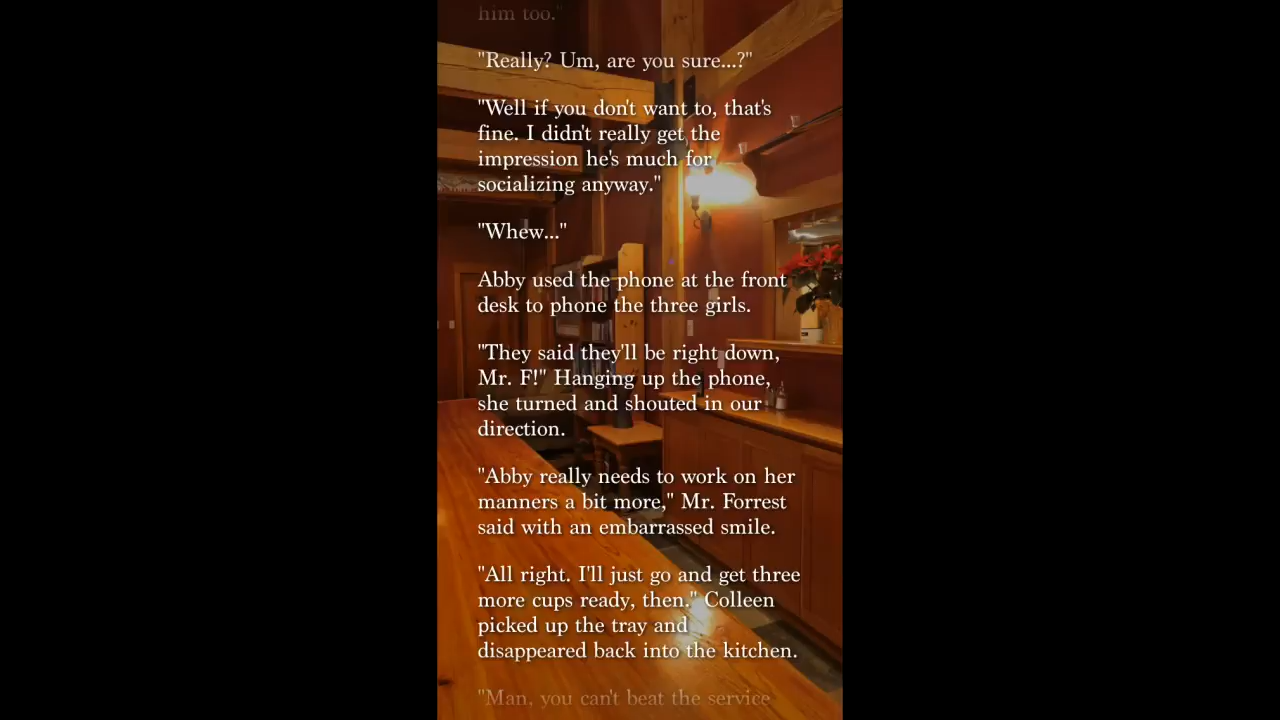 him too."
"Really? Um, are you sure...?"
"Well if you don't want to, that's
fine. I didn't really get the
impression he's much for
socializing anyway."
"Whew..."
Abby used the phone at the front
desk to phone the three girls.
"They said they'll be right down,
Mr. F!" Hanging up the phone,
she turned and shouted in our
direction.
"Abby really needs to work on her
manners a bit more," Mr. Forrest
said with an embarrassed smile.
"All right. I'll just go and get three
more cups ready, then." Colleen
picked up the tray and
disappeared back into the kitchen.
"Man, you can't beat the service